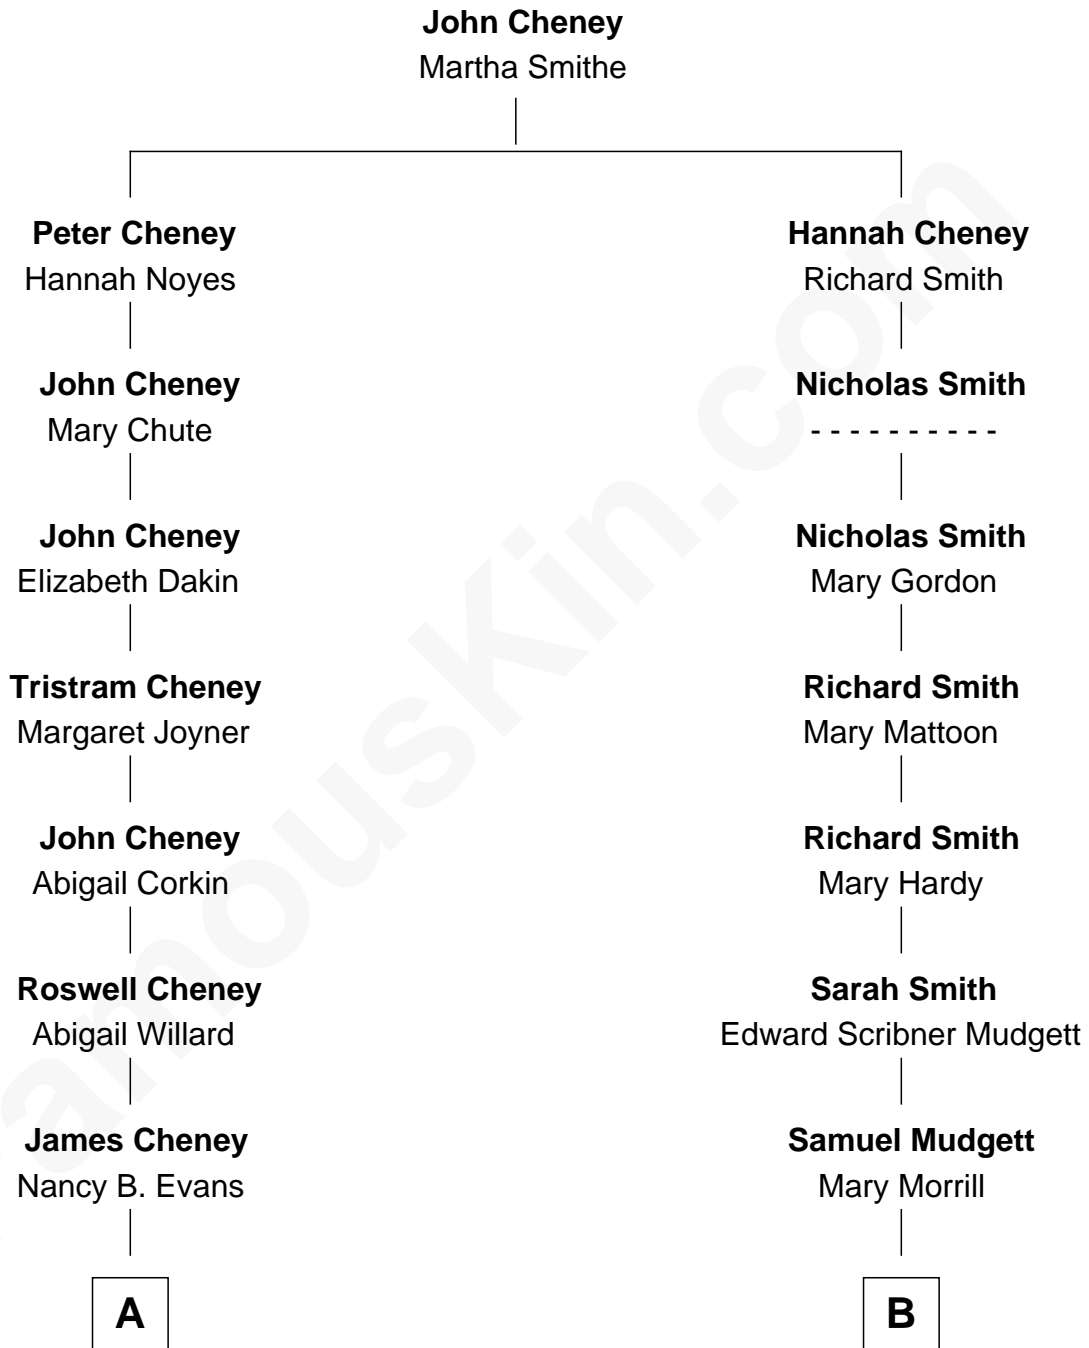 John Cheney
Martha Smithe
Peter Cheney
Hannah Noyes
Hannah Cheney
Richard Smith
John Cheney
Mary Chute
Nicholas Smith
- - - - - - - - - -
John Cheney
Elizabeth Dakin
Nicholas Smith
Mary Gordon
Tristram Cheney
Margaret Joyner
Richard Smith
Mary Mattoon
John Cheney
Abigail Corkin
Richard Smith
Mary Hardy
Roswell Cheney
Abigail Willard
Sarah Smith
Edward Scribner Mudgett
James Cheney
Nancy B. Evans
Samuel Mudgett
Mary Morrill
A
B
amouskin.com